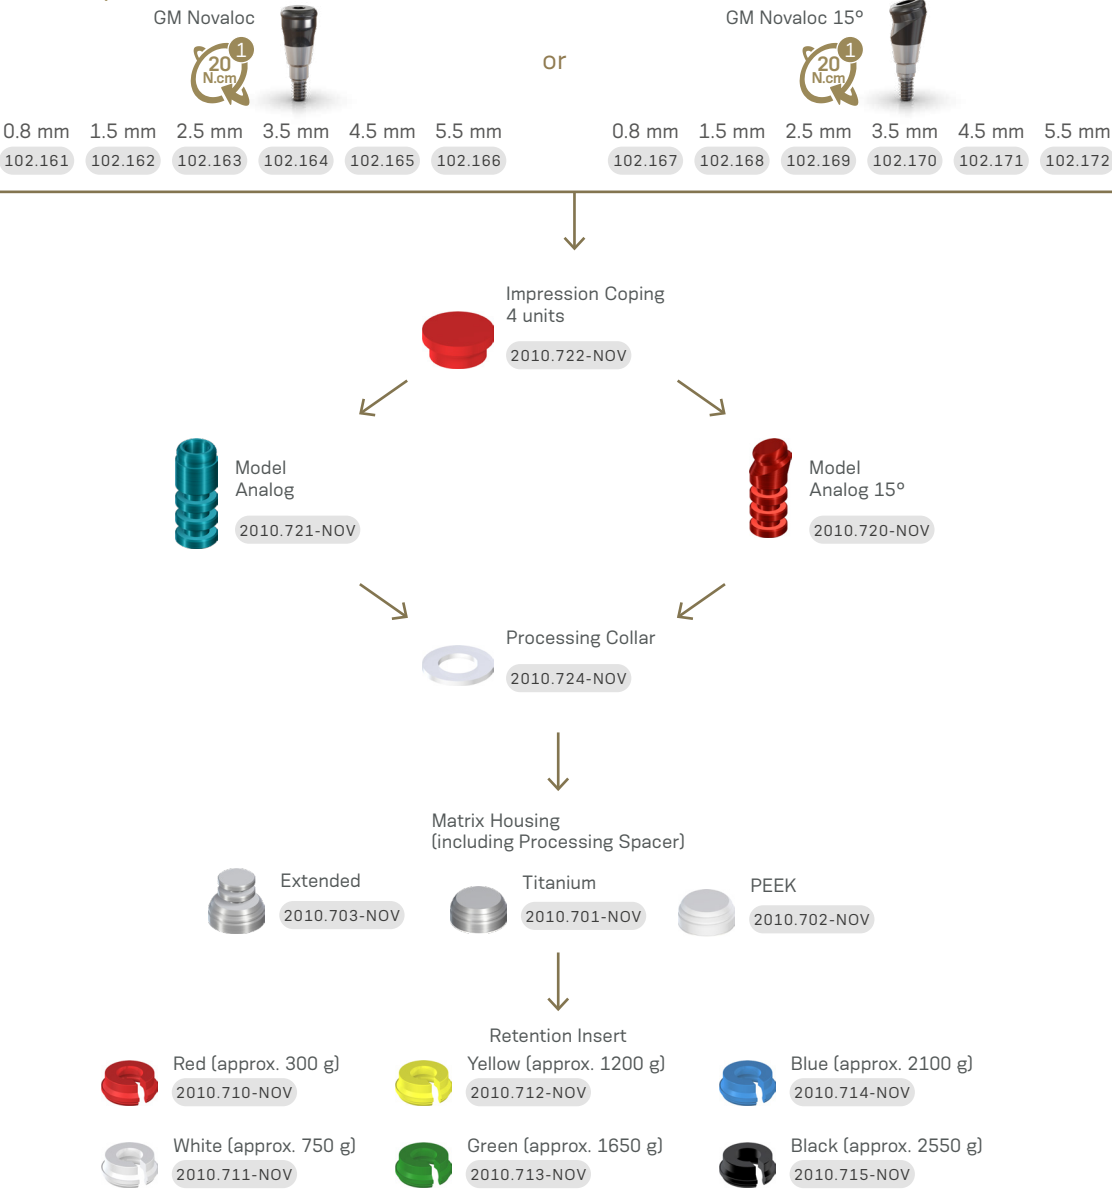 GM Novaloc
1
20
N.cm
or
GM Novaloc 15°
1
20
N.cm
0.8 mm 1.5 mm 2.5 mm 3.5 mm 4.5 mm 5.5 mm
102.161 102.162 102.163 102.164 102.165 102.166
0.8 mm 1.5 mm 2.5 mm 3.5 mm 4.5 mm 5.5 mm
102.167 102.168 102.169 102.170 102.171 102.172
Impression Coping
4 units
2010.722-NOV
Model
Analog
2010.721-NOV
Model
Analog 15°
2010.720-NOV
Processing Collar
2010.724-NOV
Matrix Housing
(including Processing Spacer)
Extended
2010.703-NOV
Titanium
2010.701-NOV
PEEK
2010.702-NOV
Retention Insert
Red (approx. 300 g)
2010.710-NOV
Yellow (approx. 1200 g)
2010.712-NOV
Blue (approx. 2100 g)
2010.714-NOV
White (approx. 750 g)
2010.711-NOV
Green (approx. 1650 g)
2010.713-NOV
Black (approx. 2550 g)
2010.715-NOV